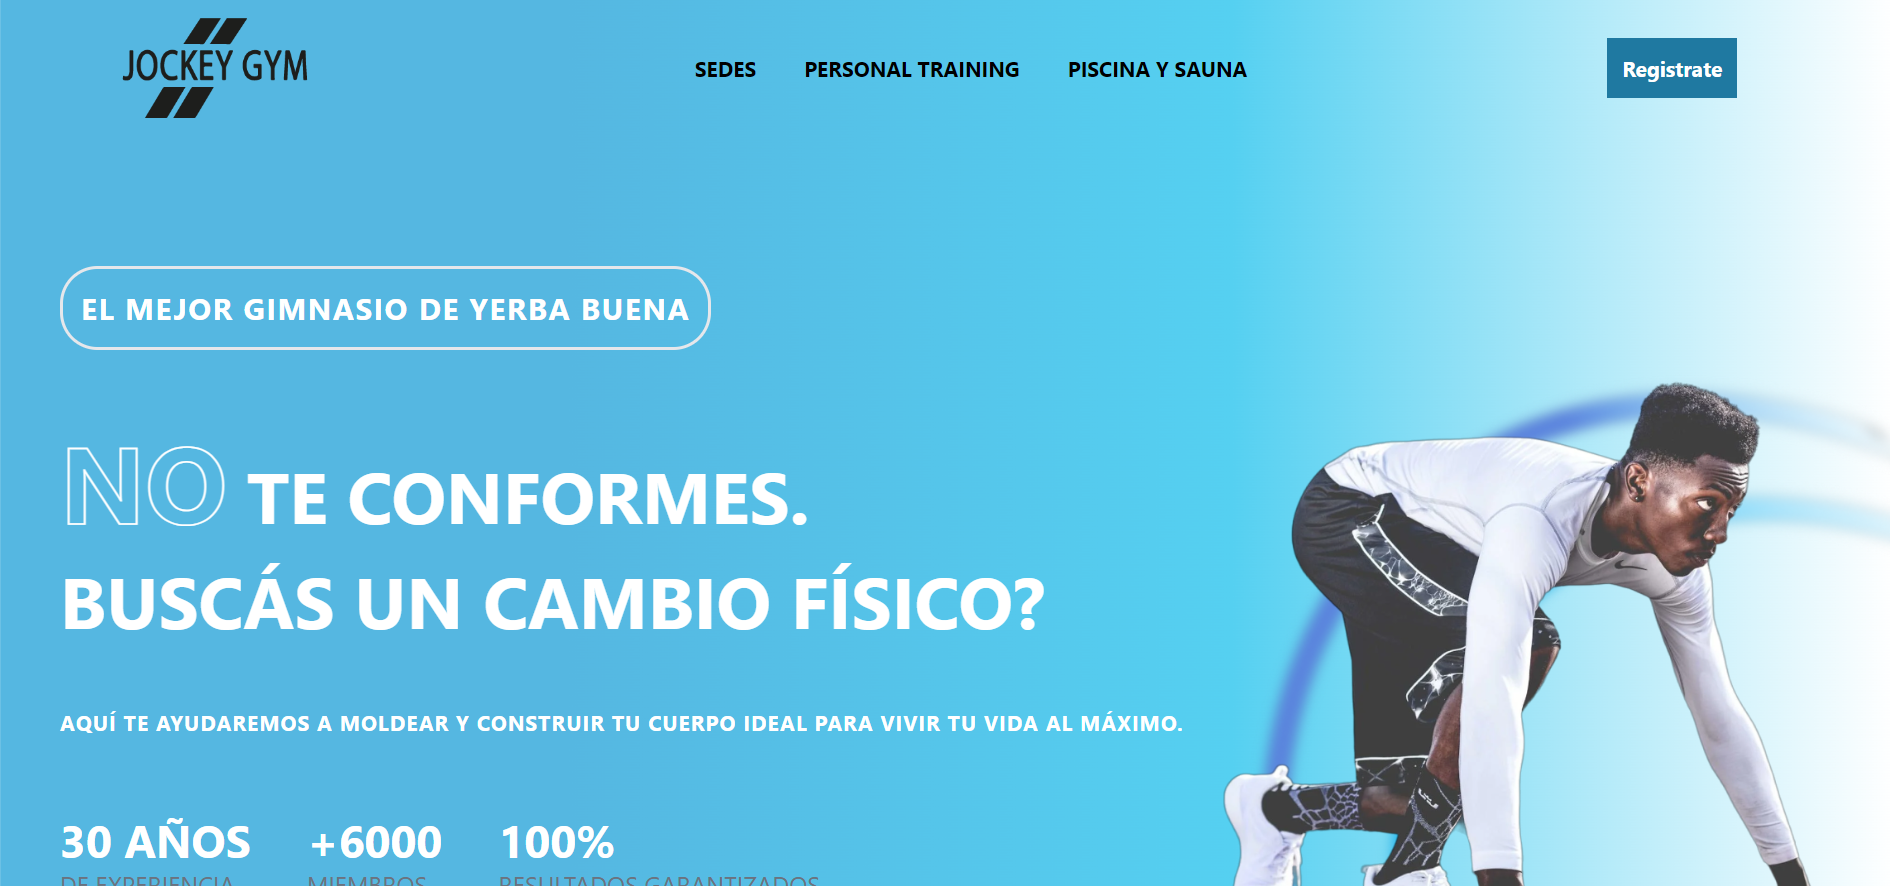 JOCKEY GYM
SEDES PERSONAL TRAINING PISCINA Y SAUNA
Registrate
EL MEJOR GIMNASIO DE YERBA BUENA
NO TE CONFORMES.
BUSCÁS UN CAMBIO FÍSICO?
AQUÍ TE AYUDAREMOS A MOLDEAR Y CONSTRUIR TU CUERPO IDEAL PARA VIVIR TU VIDA AL MÁXIMO.
30 AÑOS +6000 100%
DE EXPERIENCIA MIEMBROS RESULTADOS GARANTIZADOS